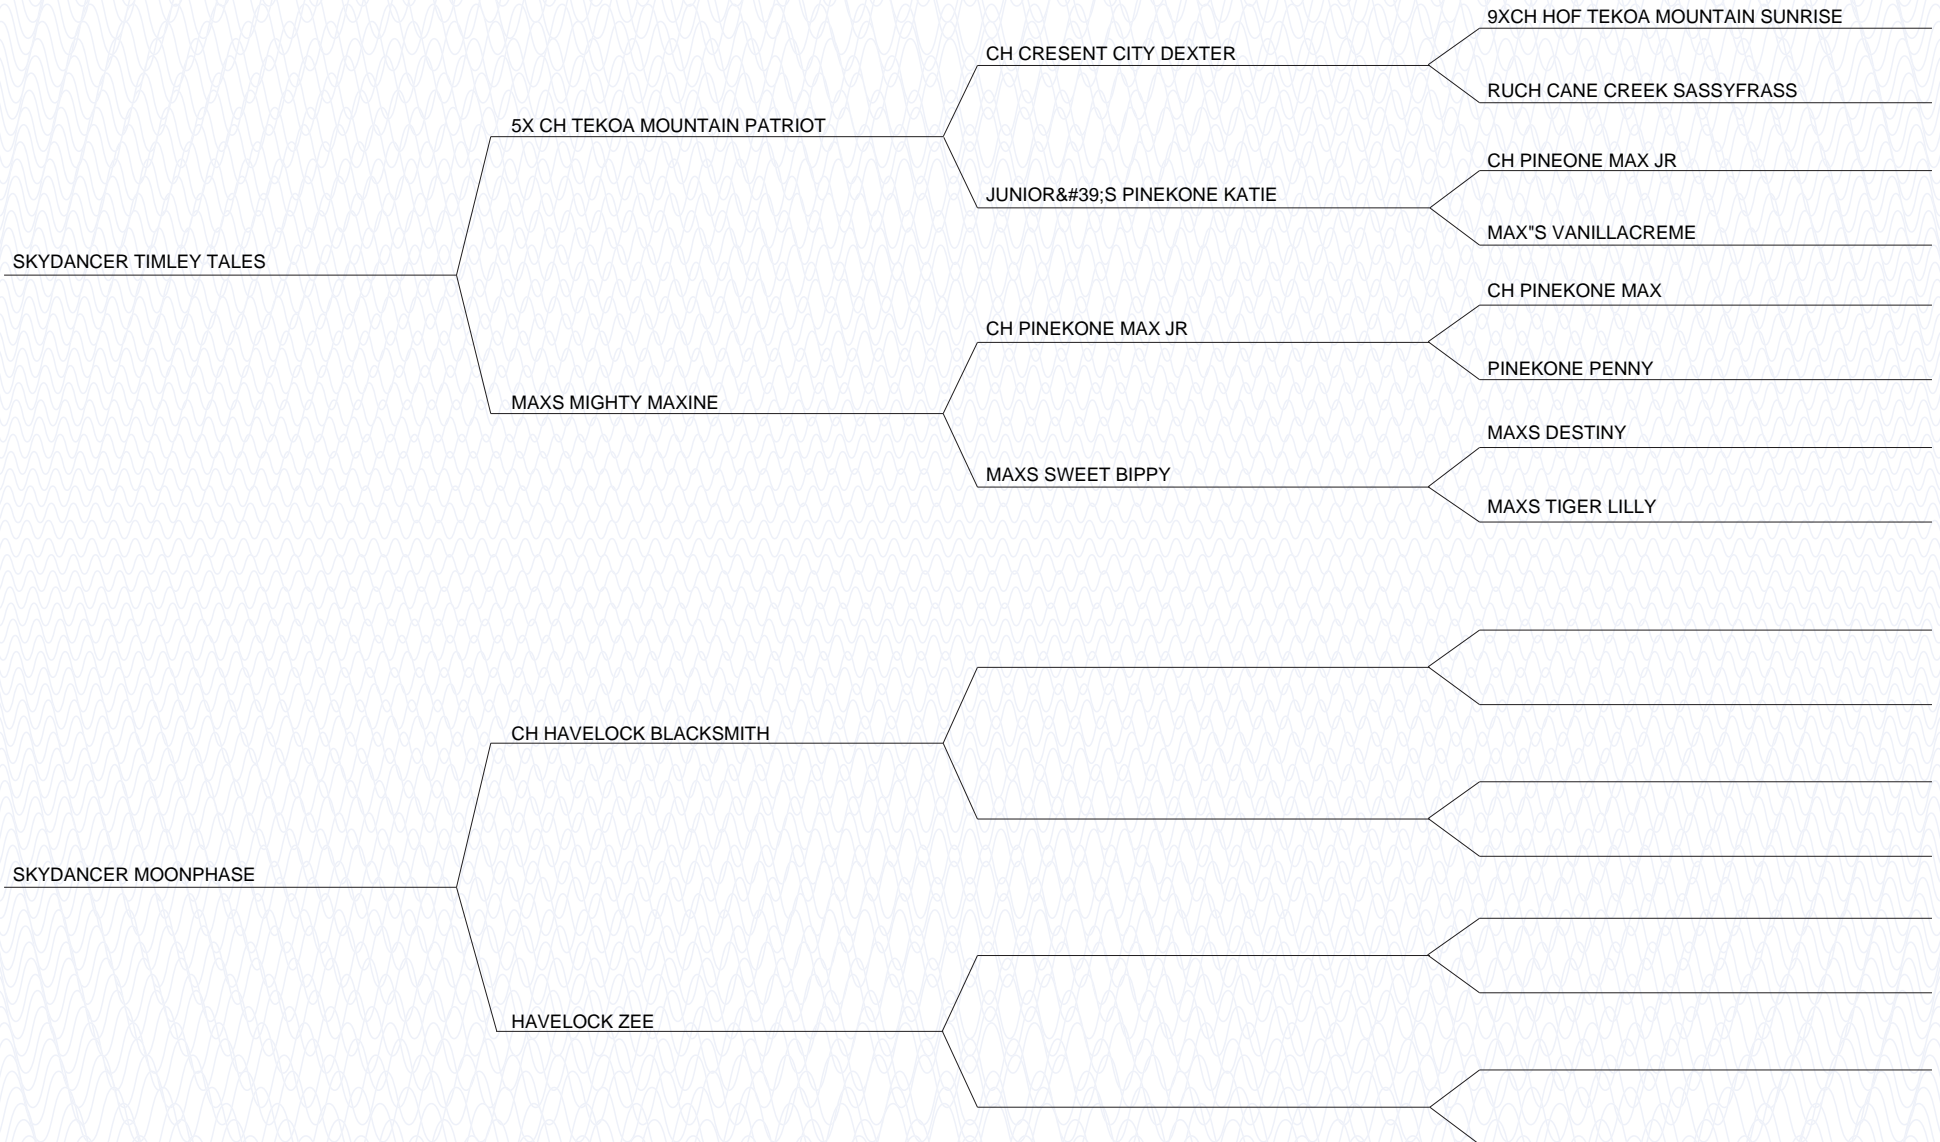 9XCH HOF TEKOA MOUNTAIN SUNRISE
CH CRESENT CITY DEXTER
RUCH CANE CREEK SASSYFRASS
5X CH TEKOA MOUNTAIN PATRIOT
CH PINEONE MAX JR
JUNIOR&#39;S PINEKONE KATIE
MAX"S VANILLACREME
SKYDANCER TIMLEY TALES
CH PINEKONE MAX
CH PINEKONE MAX JR
PINEKONE PENNY
MAXS MIGHTY MAXINE
MAXS DESTINY
MAXS SWEET BIPPY
MAXS TIGER LILLY
CH HAVELOCK BLACKSMITH
SKYDANCER MOONPHASE
HAVELOCK ZEE